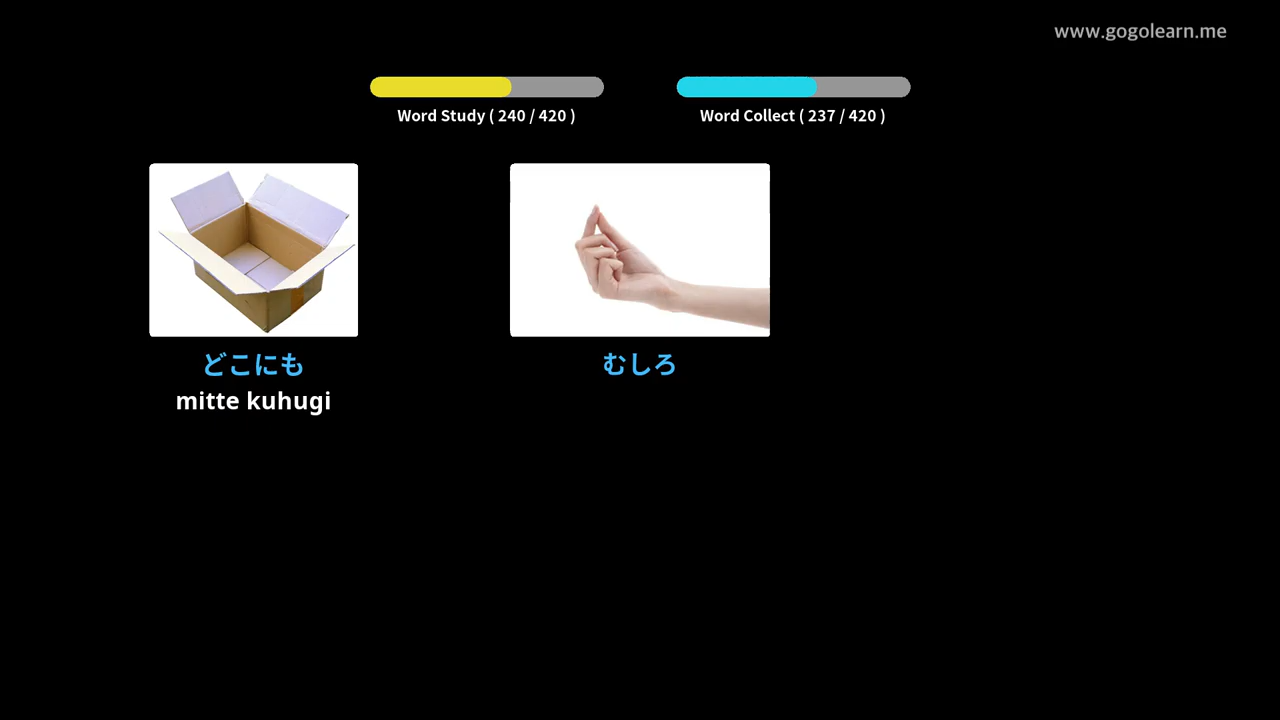 www.gogolearn.me
Word Study ( 240 / 420 )
Word Collect ( 237 / 420 )
どこにも
mitte kuhugi
むしろ